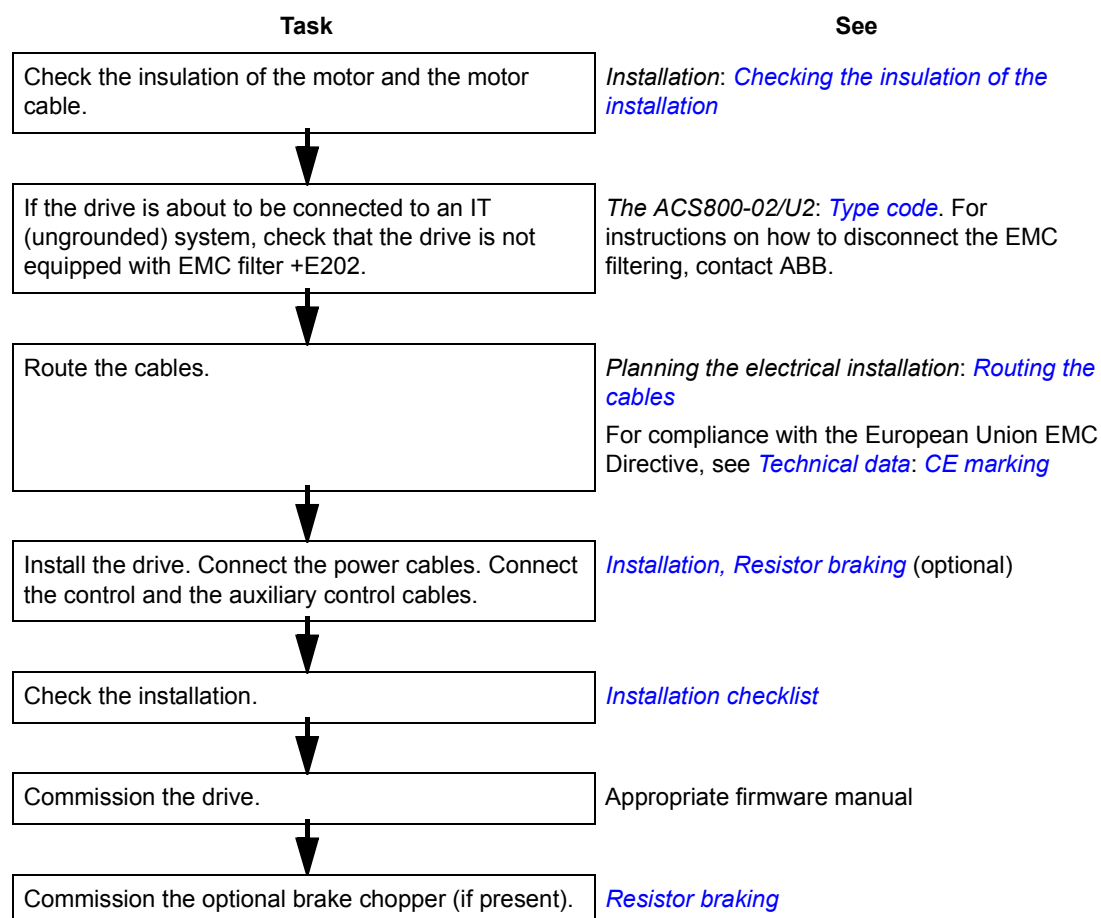 Task See
Check the insulation of the motor and the motor
cable.
Installation: Checking the insulation of the
installation
If the drive is about to be connected to an IT
(ungrounded) system, check that the drive is not
equipped with EMC filter +E202.
The ACS800-02/U2: Type code. For
instructions on how to disconnect the EMC
filtering, contact ABB.
Route the cables.
Planning the electrical installation: Routing the
cables
For compliance with the European Union EMC
Directive, see Technical data: CE marking
Install the drive. Connect the power cables. Connect
the control and the auxiliary control cables.
Installation, Resistor braking (optional)
Check the installation.
Installation checklist
Commission the drive.
Appropriate firmware manual
Commission the optional brake chopper (if present).
Resistor braking